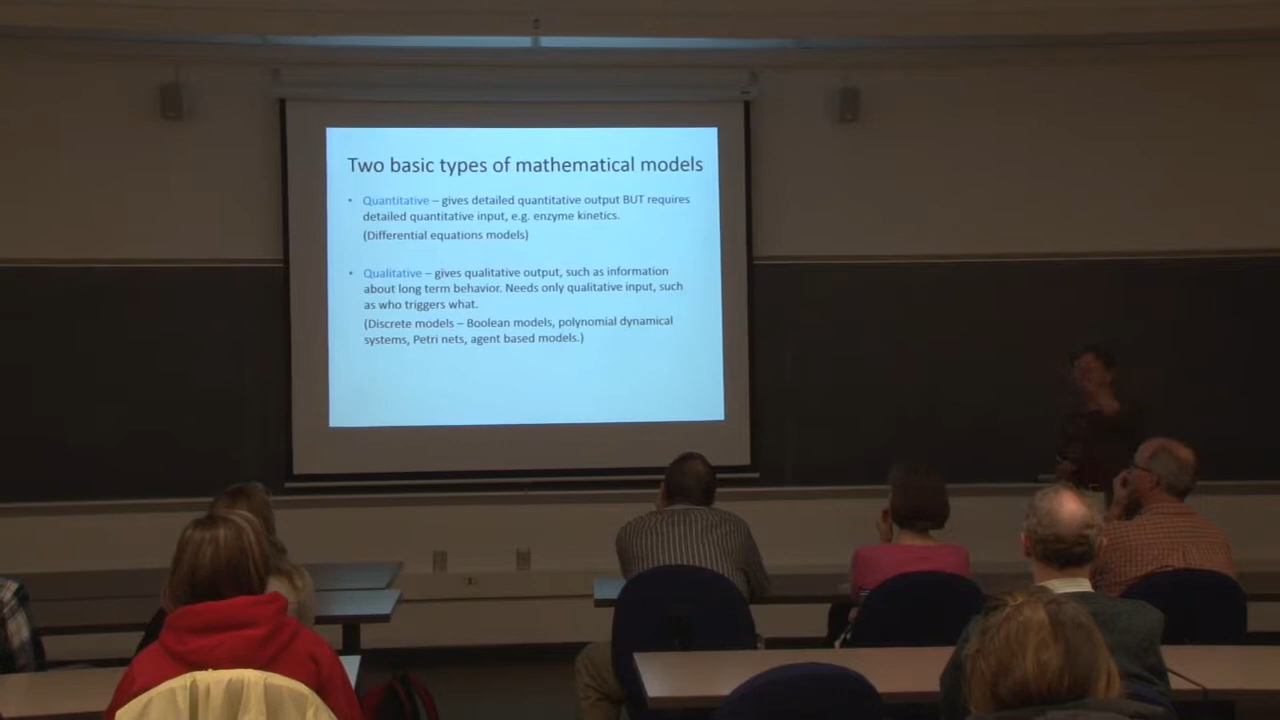 Two basic types of mathematical models
• Quantitative – gives detailed quantitative output BUT requires
detailed quantitative input, e.g. enzyme kinetics.
(Differential equations models)
• Qualitative – gives qualitative output, such as information
about long term behavior. Needs only qualitative input, such
as who triggers what.
(Discrete models – Boolean models, polynomial dynamical
systems, Petri nets, agent based models.)